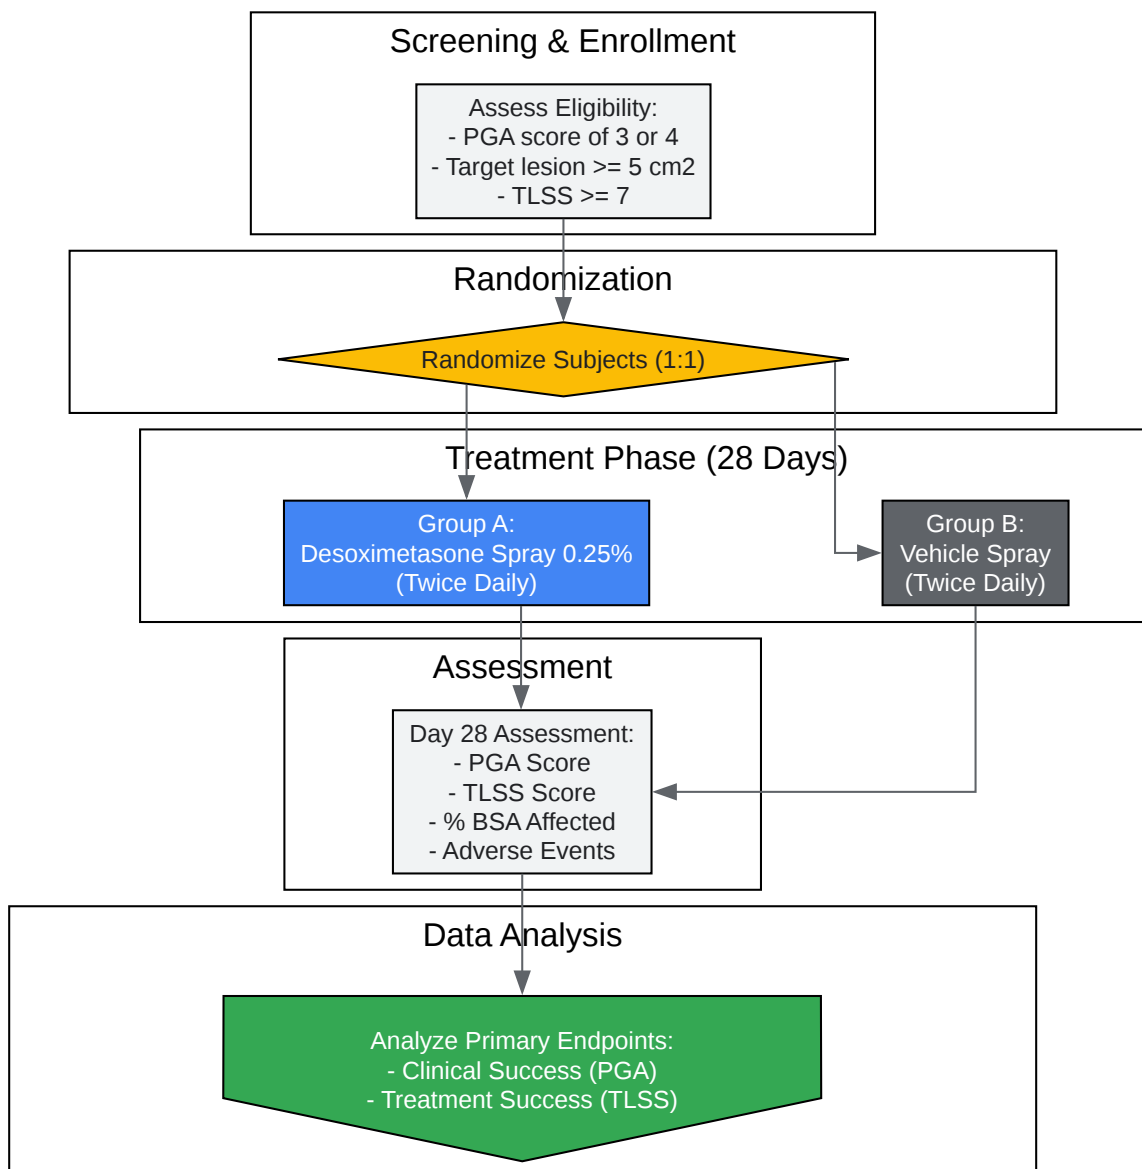 Screening & Enrollment
Assess Eligibility:
- PGA score of 3 or 4
- Target lesion >= 5 cm2
- TLSS >= 7
Randomization
Randomize Subjects (1:1)
Treatment Phase (28 Days)
Group A:
Desoximetasone Spray 0.25%
(Twice Daily)
Group B:
Vehicle Spray
(Twice Daily)
Assessment
Day 28 Assessment:
- PGA Score
- TLSS Score
- % BSA Affected
- Adverse Events
Data Analysis
Analyze Primary Endpoints:
- Clinical Success (PGA)
- Treatment Success (TLSS)